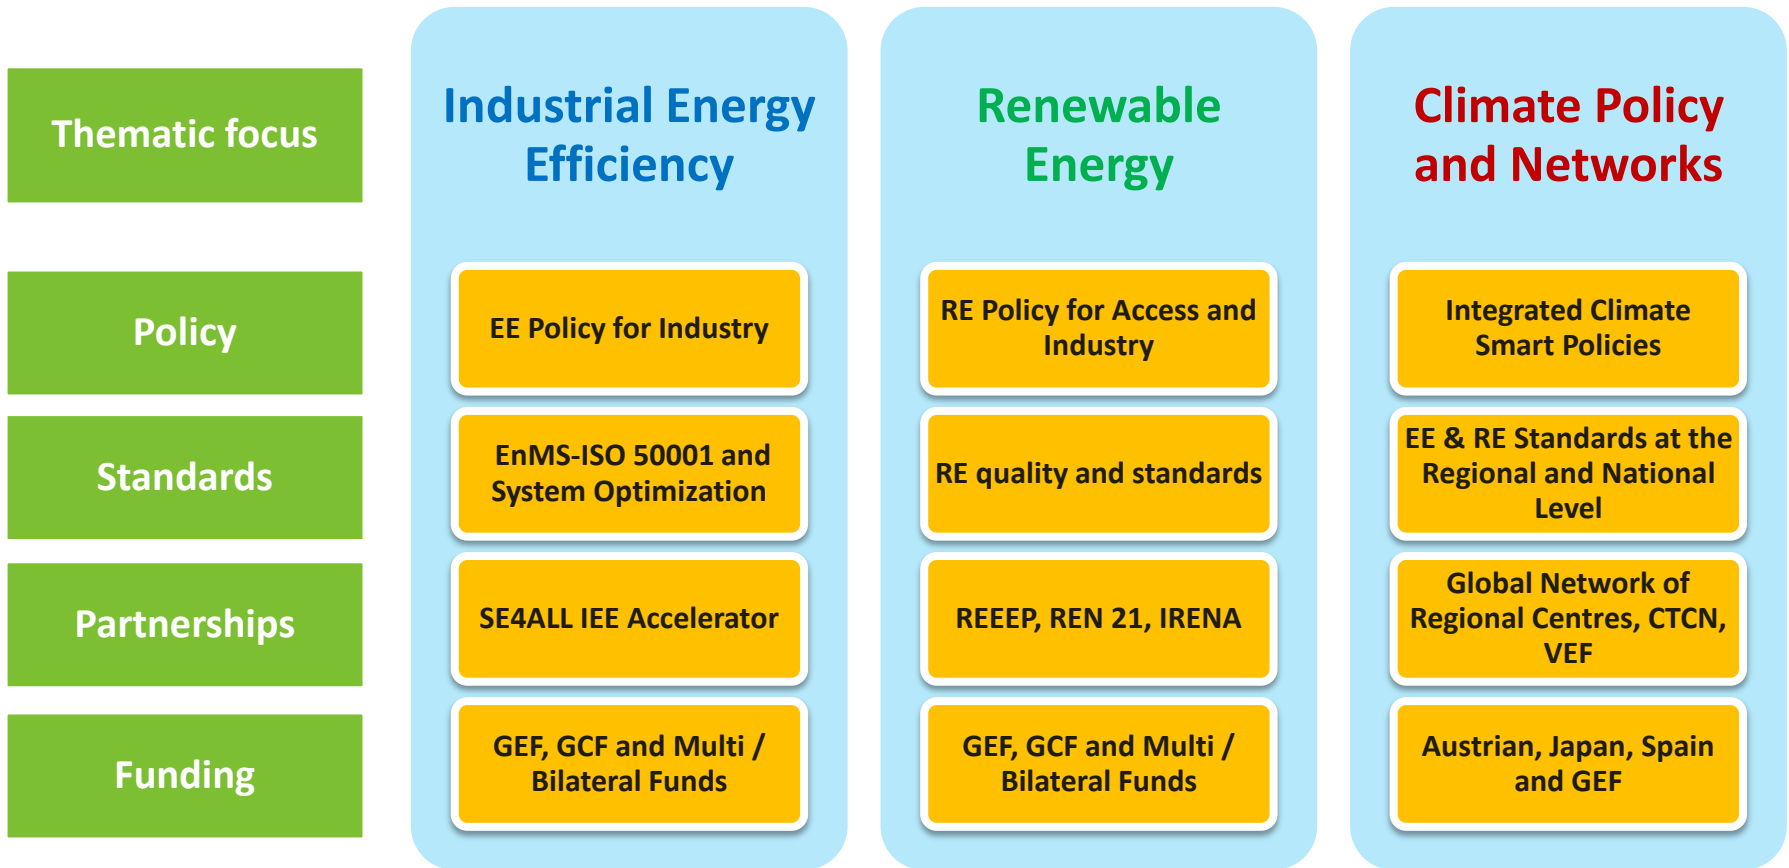 Thematic focus
Industrial Energy
Efficiency
Renewable
Energy
Climate Policy
and Networks
Policy
EE Policy for Industry
RE Policy for Access and
Industry
Integrated Climate
Smart Policies
Standards
EnMS-ISO 50001 and
System Optimization
RE quality and standards
EE & RE Standards at the
Regional and National
Level
Partnerships
SE4ALL IEE Accelerator
REEEP, REN 21, IRENA
Global Network of
Regional Centres, CTCN,
VEF
Funding
GEF, GCF and Multi /
Bilateral Funds
GEF, GCF and Multi /
Bilateral Funds
Austrian, Japan, Spain
and GEF